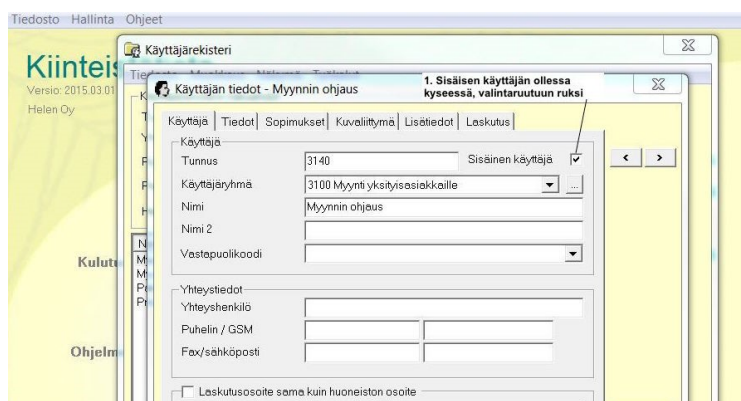 Tiedosto Hallinta Ohjeet
Käyttäjärekisteri
Kiinteis
Versio: 2015.03.01
Helen Oy
Käyttäjän tiedot - Myynnin ohjaus
1. Sisäisen käyttäjän ollessa
kyseessä, valintaruutuun ruksi
Käyttäjä Tiedot Sopimukset Kuvaliittymä Lisätiedot Laskutus
Käyttäjä
Tunnus 3140 Sisäinen käyttäjä
Käyttäjäryhmä 3100 Myynti yksityisasiakkaille ...
Nimi Myynnin ohjaus
Nimi 2
Vastapuolikoodi
Kulut
Yhteystiedot
Yhteyshenkilö
Puhelin / GSM
Fax/sähköposti
Ohjelm
Laskutusosoite sama kuin huoneiston osoite